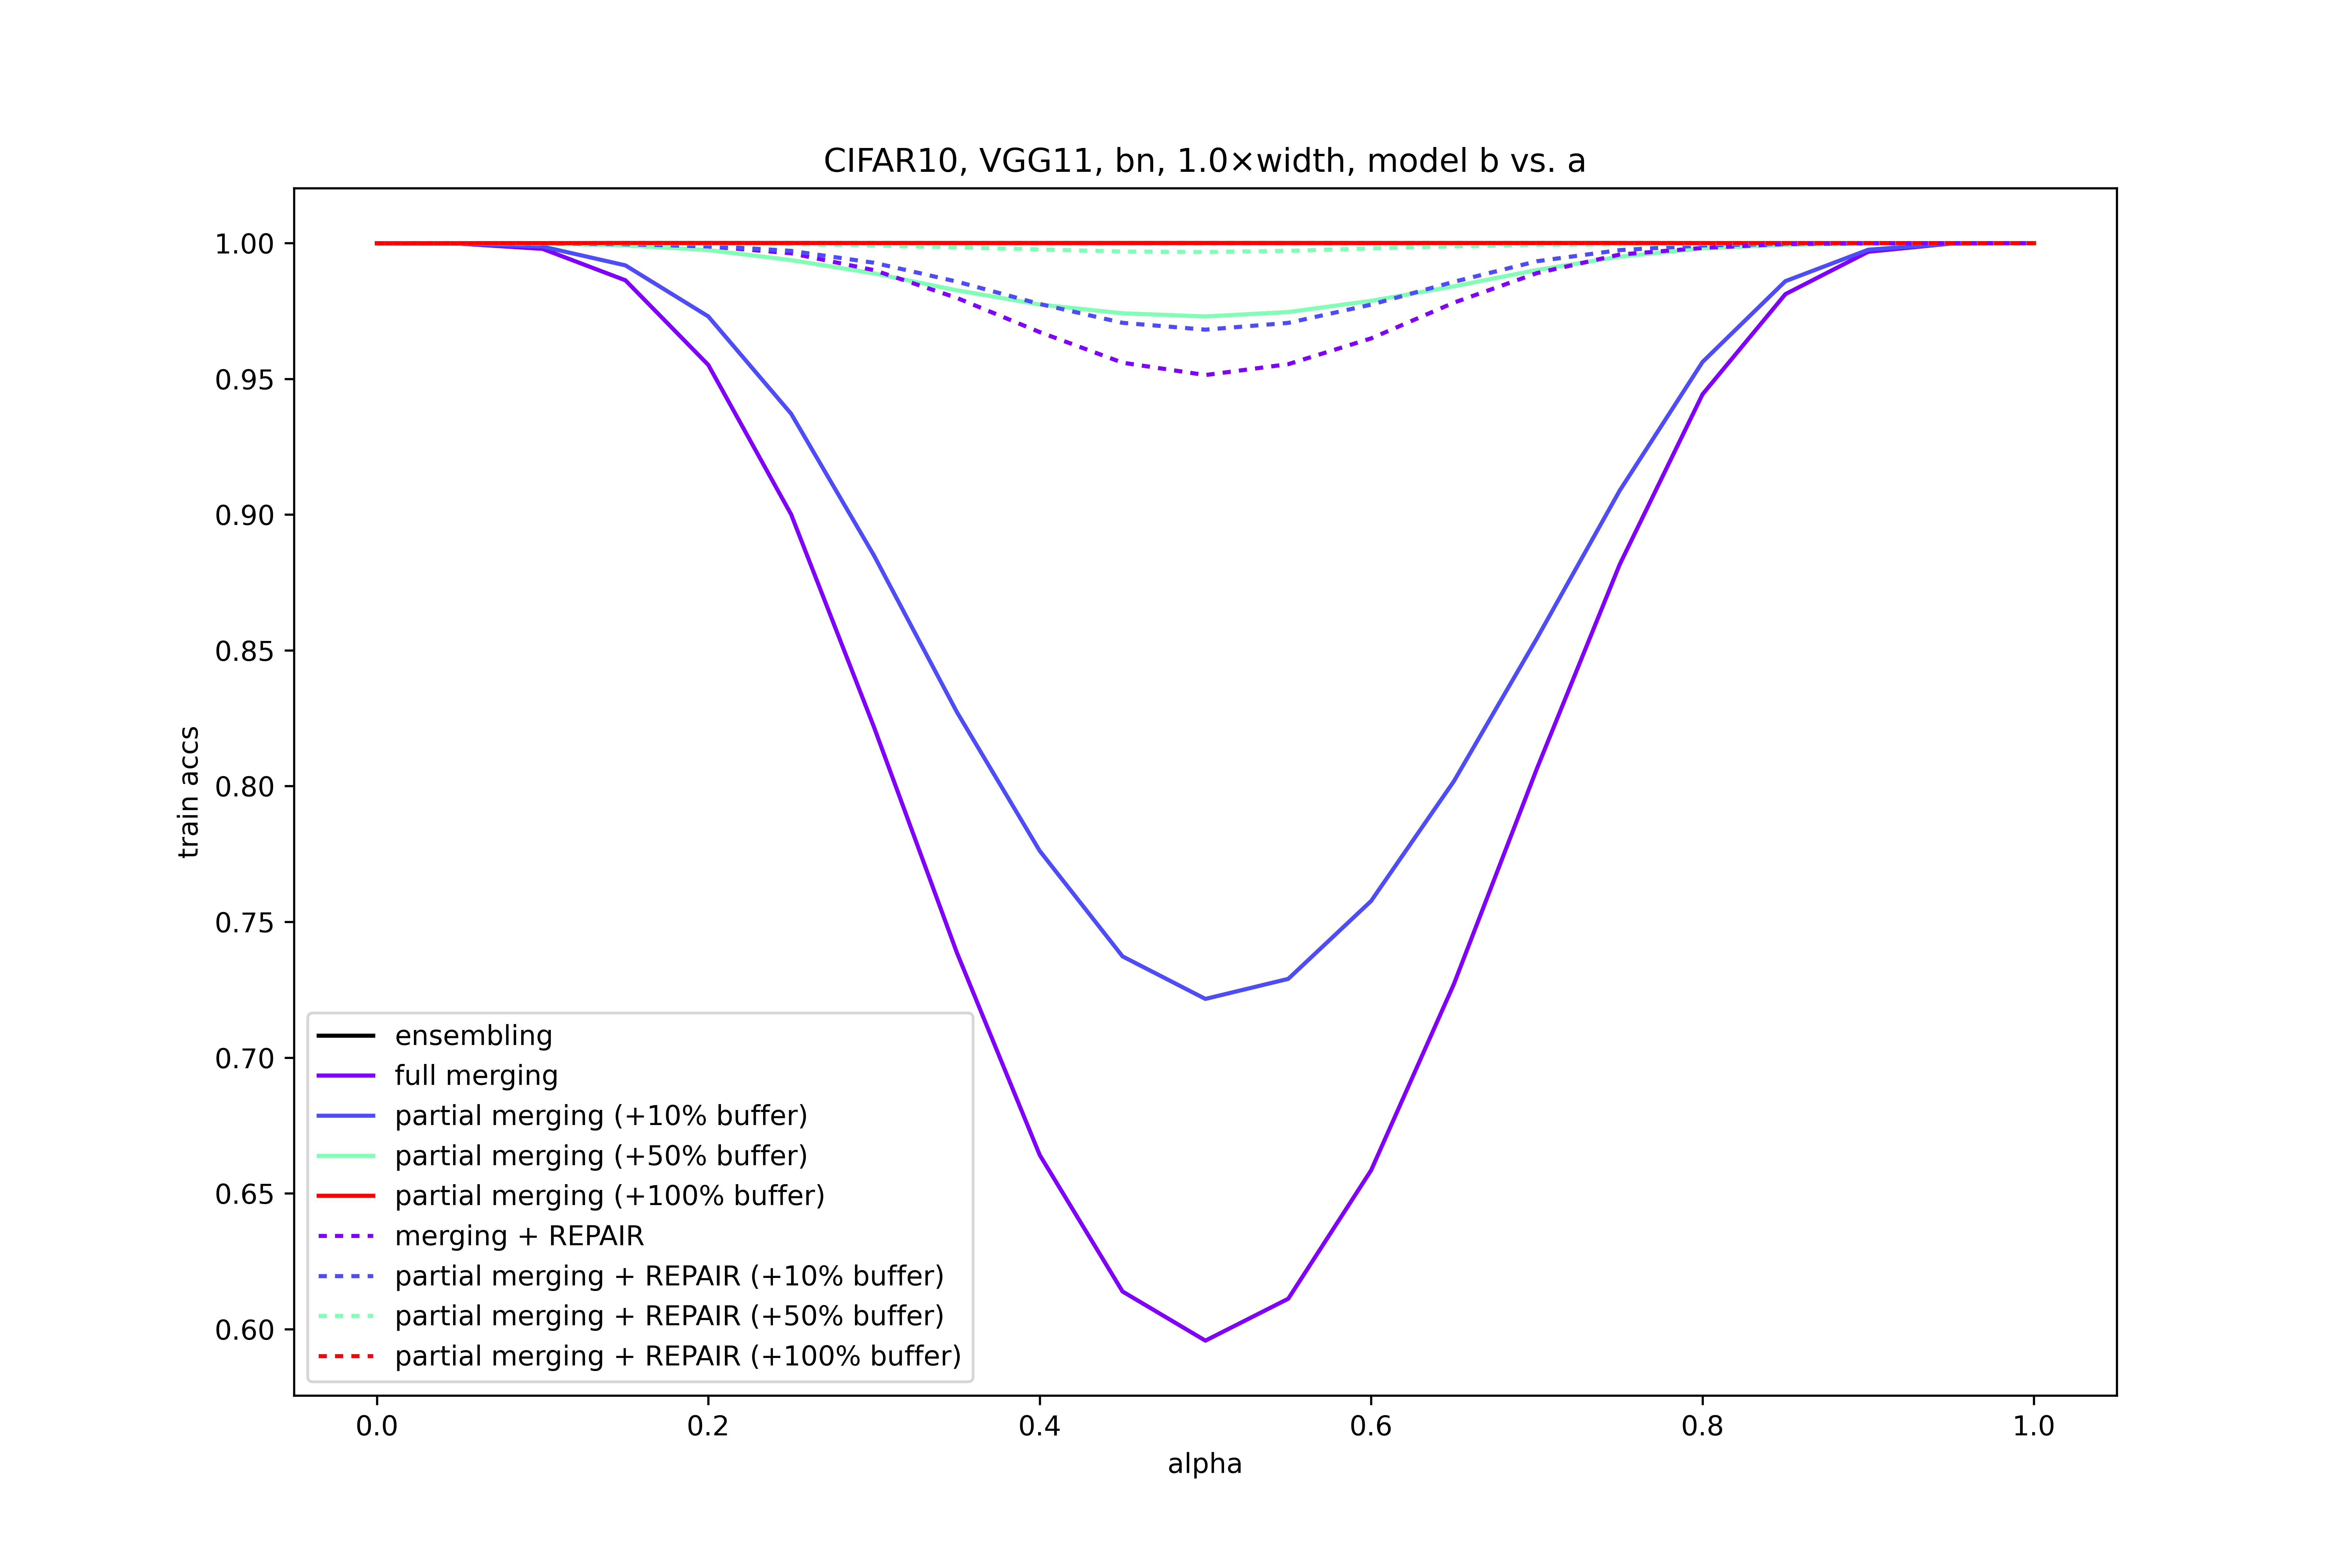 CIFAR10, VGG11, bn, 1.0×width, model b vs. a
train accs
1.00
0.95
0.90
0.85
0.80
0.75
0.70
0.65
0.60
ensembling
full merging
partial merging (+10% buffer)
partial merging (+50% buffer)
partial merging (+100% buffer)
merging + REPAIR
partial merging + REPAIR (+10% buffer)
partial merging + REPAIR (+50% buffer)
partial merging + REPAIR (+100% buffer)
0.0 0.2 0.4 0.6 0.8 1.0
alpha